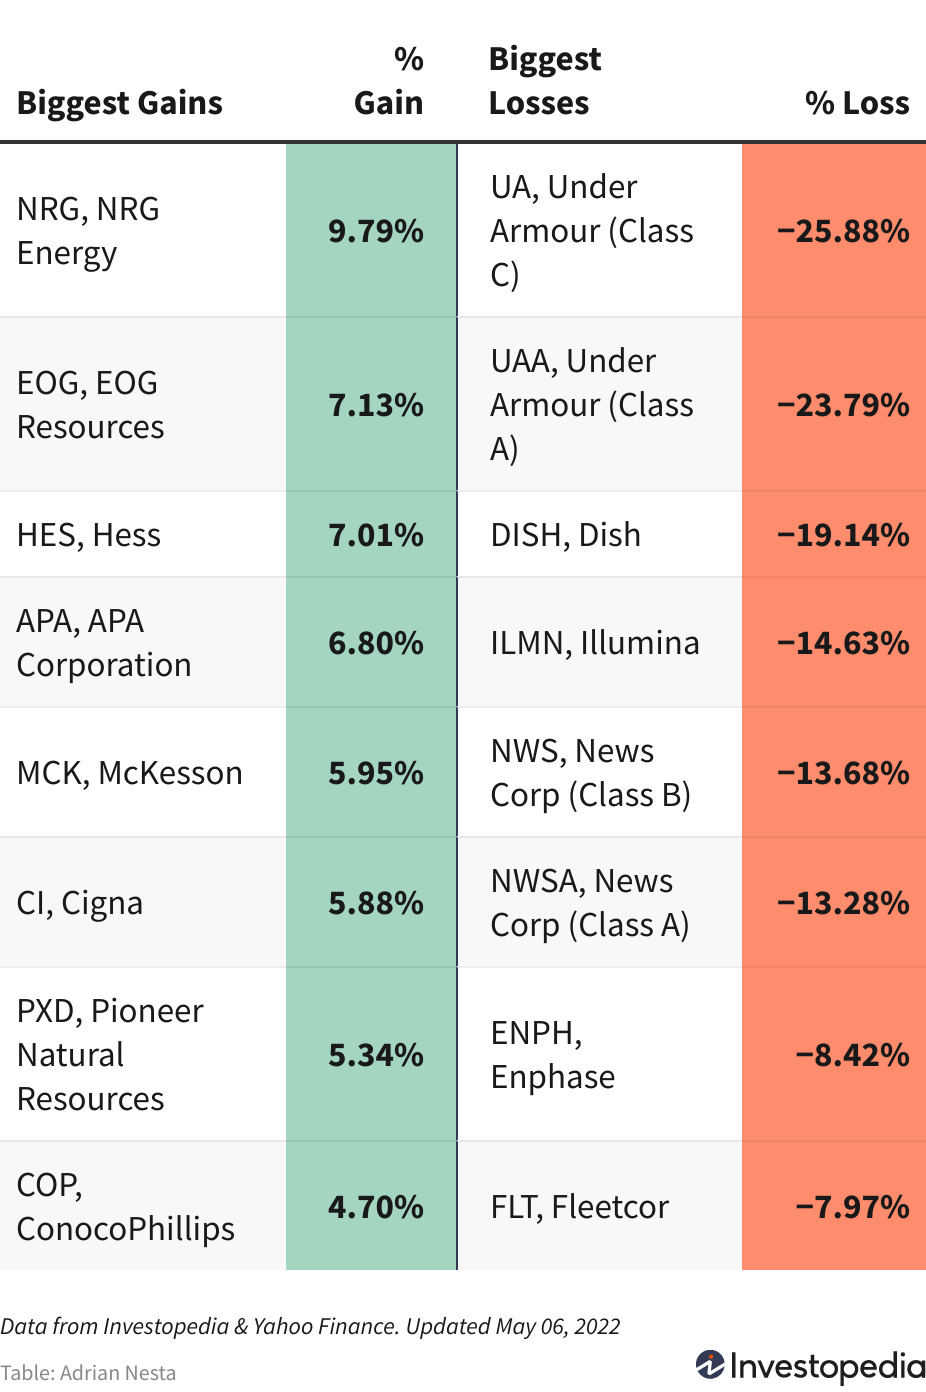 Biggest Gains
%
Gain
Biggest
Losses
% Loss
NRG, NRG
Energy
9.79%
UA, Under
Armour (Class
C)
−25.88%
EOG, EOG
Resources
7.13%
UAA, Under
Armour (Class
A)
−23.79%
HES, Hess
7.01%
DISH, Dish
−19.14%
APA, APA
Corporation
6.80%
ILMN, Illumina
−14.63%
MCK, McKesson
5.95%
NWS, News
Corp (Class B)
−13.68%
CI, Cigna
5.88%
NWSA, News
Corp (Class A)
−13.28%
PXD, Pioneer
Natural
Resources
5.34%
ENPH,
Enphase
−8.42%
COP,
ConocoPhillips
4.70%
FLT, Fleetcor
−7.97%
Data from Investopedia & Yahoo Finance. Updated May 06, 2022
Table: Adrian Nesta
Investopedia